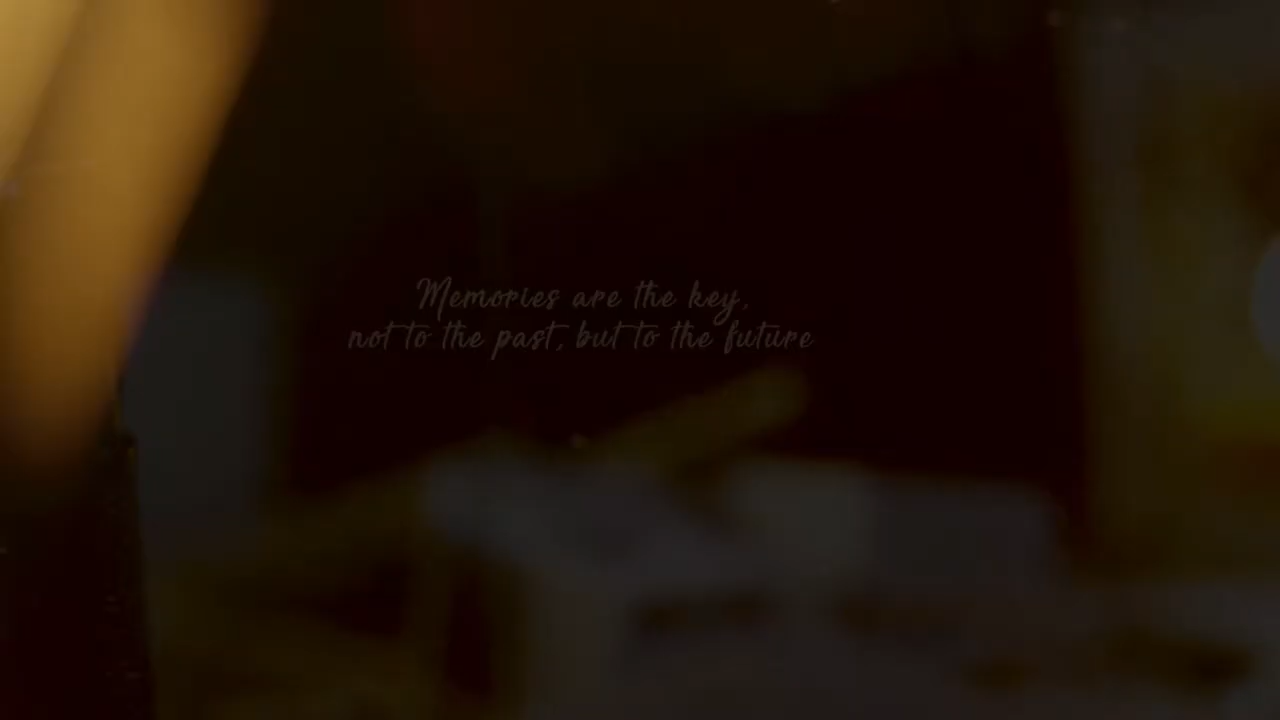 Memories are the key,
not to the past, but to the future